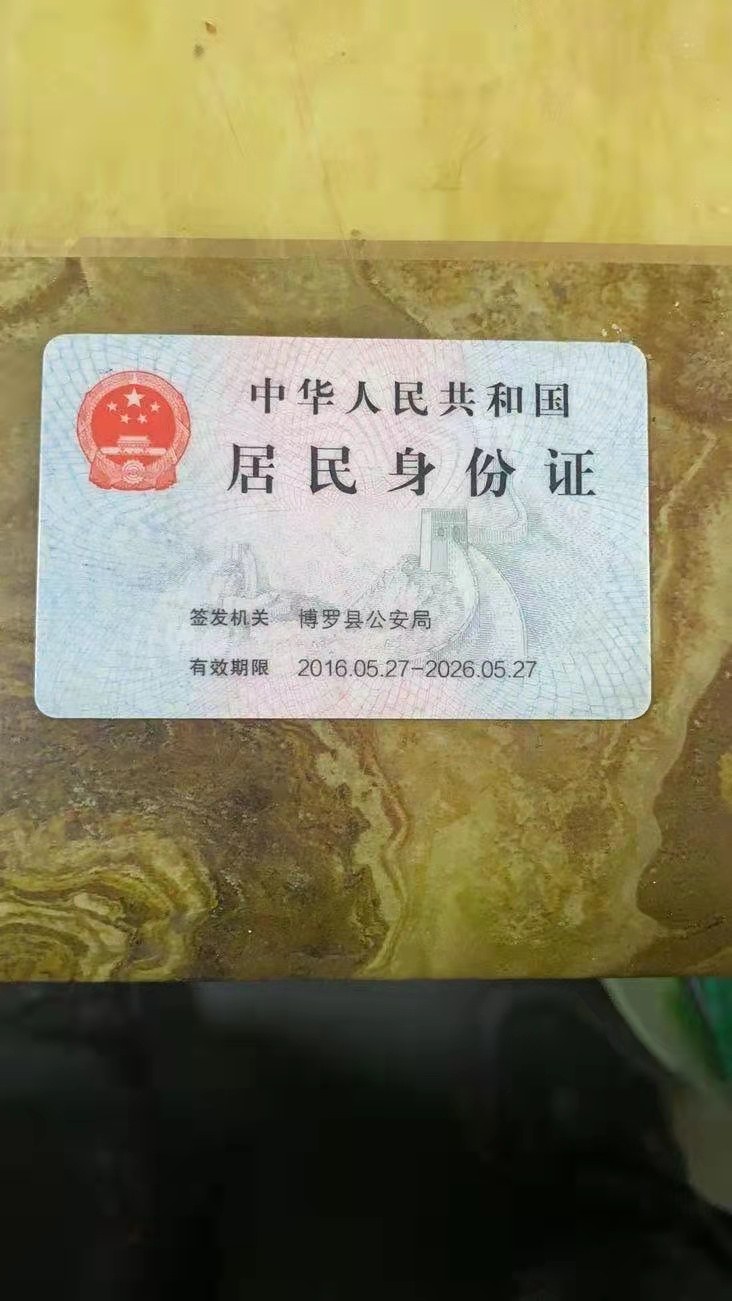 中华人民共和国
居民身份证
签发机关 博罗县公安局
有效期限 2016.05.27-2026.05.27